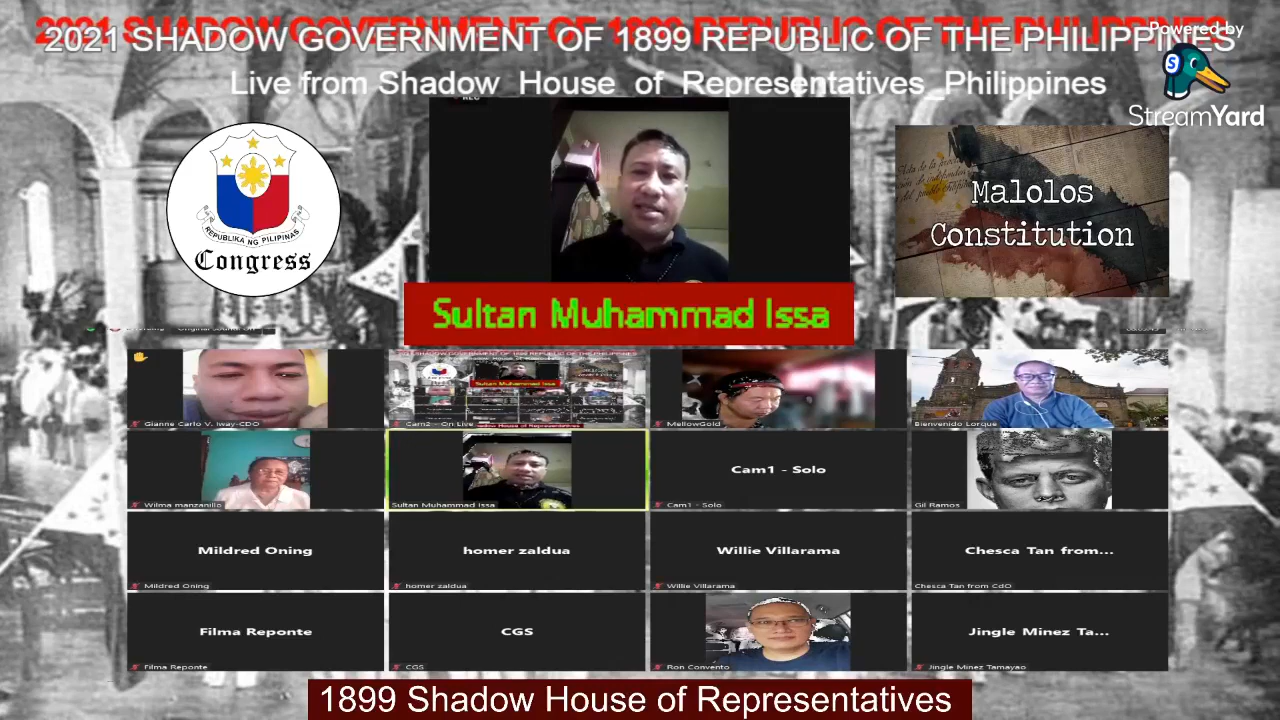 2021 SHADOW GOVERNMENT OF 1899 REPUBLIC OF THE PHILIPPINES
Powered by
StreamYard
Live from Shadow House of Representatives_Philippines
REC
REPUBLIKA NG PILIPINAS
Congress
Malolos
Constitution
Sultan Muhammad Issa
Gianne Carlo V. Iway-CDO
Cam2 - On Live
MellowGold
Bienvenido Lorque
Wilma manzanillo
Sultan Muhammad Issa
Cam1 - Solo
Cam1 - Solo
Gil Ramos
Mildred Oning
Mildred Oning
homer zaldua
homer zaldua
Willie Villarama
Willie Villarama
Chesca Tan from...
Chesca Tan from CdO
Filma Reponte
Filma Reponte
CGS
CGS
Ron Convento
Jingle Minez Ta...
Jingle Minez Tamayao
1899 Shadow House of Representatives